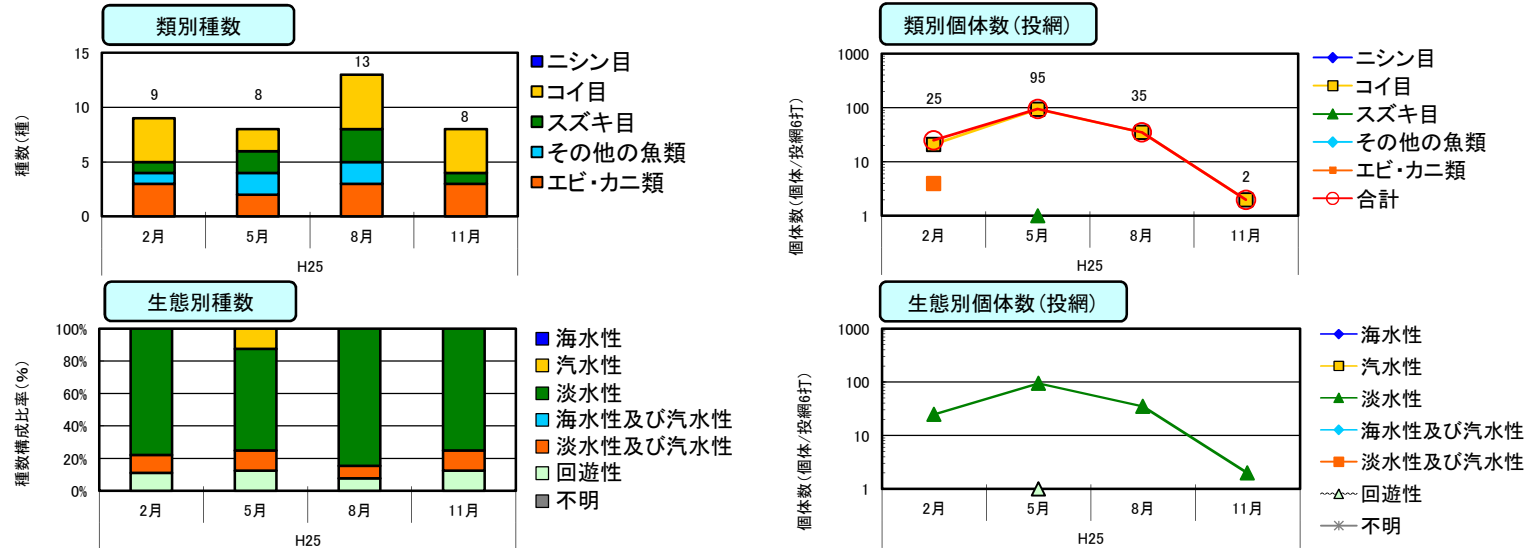 類別種数
種数(種)
15
10
5
0
9
8
13
8
2月
5月
8月
11月
H25
ニシン目
コイ目
スズキ目
その他の魚類
エビ・カニ類
類別個体数(投網)
個体数(個体/投網6打)
1000
100
10
1
25
95
35
2
2月
5月
8月
11月
H25
ニシン目
コイ目
スズキ目
その他の魚類
エビ・カニ類
合計
生態別種数
種数構成比率(%)
100%
80%
60%
40%
20%
0%
2月
5月
8月
11月
H25
海水性
汽水性
淡水性
海水性及び汽水性
淡水性及び汽水性
回遊性
不明
生態別個体数(投網)
個体数(個体/投網6打)
1000
100
10
1
2月
5月
8月
11月
H25
海水性
汽水性
淡水性
海水性及び汽水性
淡水性及び汽水性
回遊性
不明